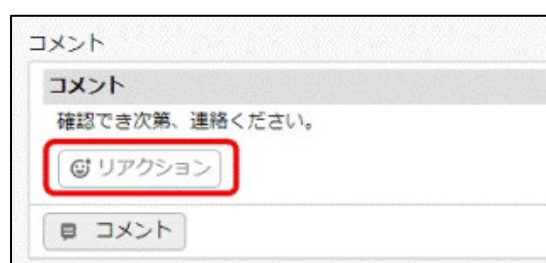 コメント
コメント
確認でき次第、連絡ください。
リアクション
コメント